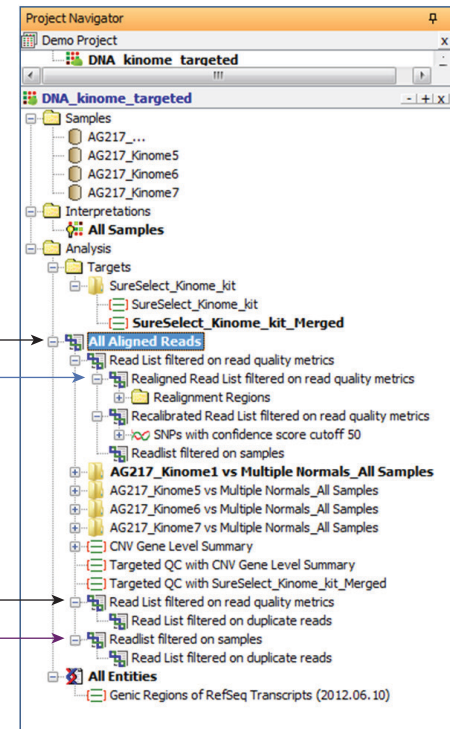 Project Navigator
Demo Project x
DNA_kinome_targeted
DNA_kinome_targeted - + x
Samples
AG217_...
AG217_Kinome5
AG217_Kinome6
AG217_Kinome7
Interpretations
All Samples
Analysis
Targets
SureSelect_Kinome_kit
SureSelect_Kinome_kit
SureSelect_Kinome_kit_Merged
All Aligned Reads
Read List filtered on read quality metrics
Realigned Read List filtered on read quality metrics
Realignment Regions
Recalibrated Read List filtered on read quality metrics
SNPs with confidence score cutoff 50
Readlist filtered on samples
AG217_Kinome1 vs Multiple Normals_All Samples
AG217_Kinome5 vs Multiple Normals_All Samples
AG217_Kinome6 vs Multiple Normals_All Samples
AG217_Kinome7 vs Multiple Normals_All Samples
CNV Gene Level Summary
Targeted QC with CNV Gene Level Summary
Targeted QC with SureSelect_Kinome_kit_Merged
Read List filtered on read quality metrics
Read List filtered on duplicate reads
Readlist filtered on samples
Read List filtered on duplicate reads
All Entities
Genic Regions of RefSeq Transcripts (2012.06.10)